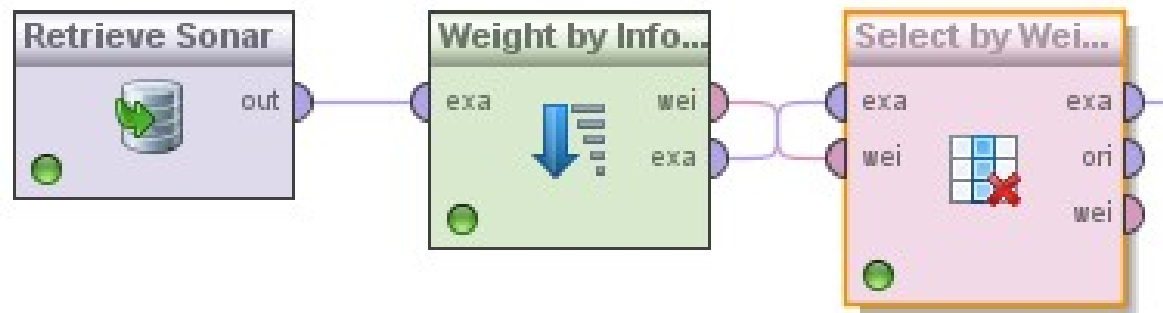 Retrieve Sonar
out
Weight by Info...
exa
wei
exa
Select by Wei...
exa
wei
exa
ori
wei